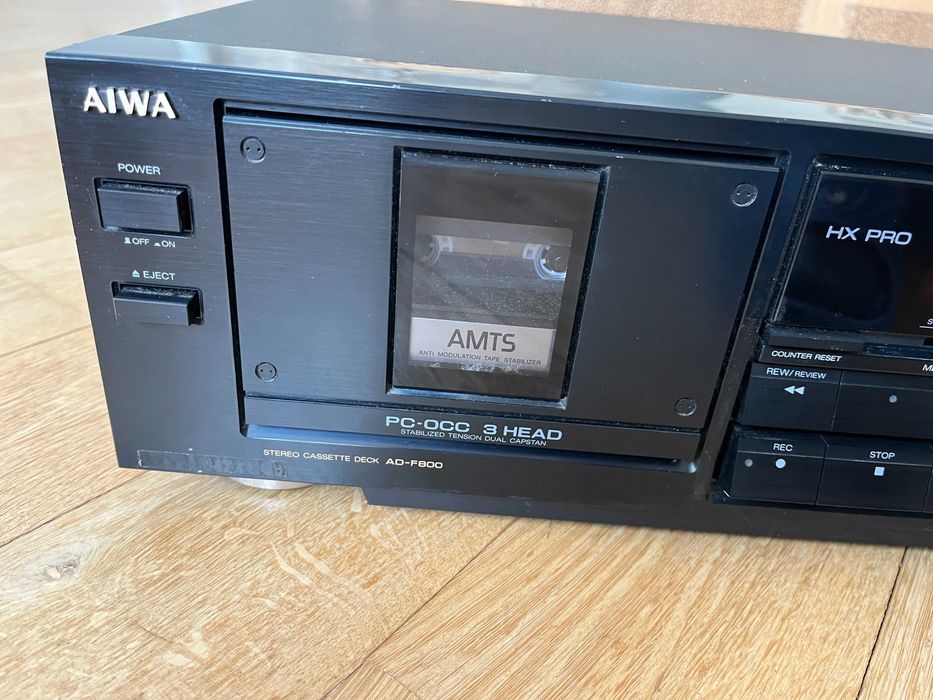 AIWA
POWER
OFF ON
EJECT
AMTS
ANTI MODULATION TAPE STABILIZER
PC-OCC 3 HEAD
STABILIZED TENSION DUAL CAPSTAN
STEREO CASSETTE DECK AD-F800
HX PRO
COUNTER RESET
REW/REVIEW
REC
STOP